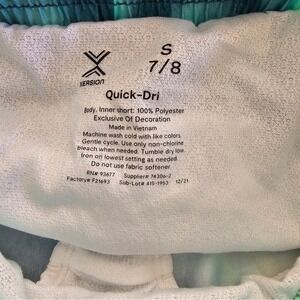 XERSION
S
7/8
Quick-Dri
Body, Inner short: 100% Polyester
Exclusive Of Decoration
Made in Vietnam
Machine wash cold with like colors.
Gentle cycle. Use only non-chlorine
bleach when needed. Tumble dry low.
Iron on lowest setting as needed.
Do not use fabric softener.
RN# 93677 Supplier# 74306-2
Factory# F21693 Sub-Lot# 415-1953 12/21